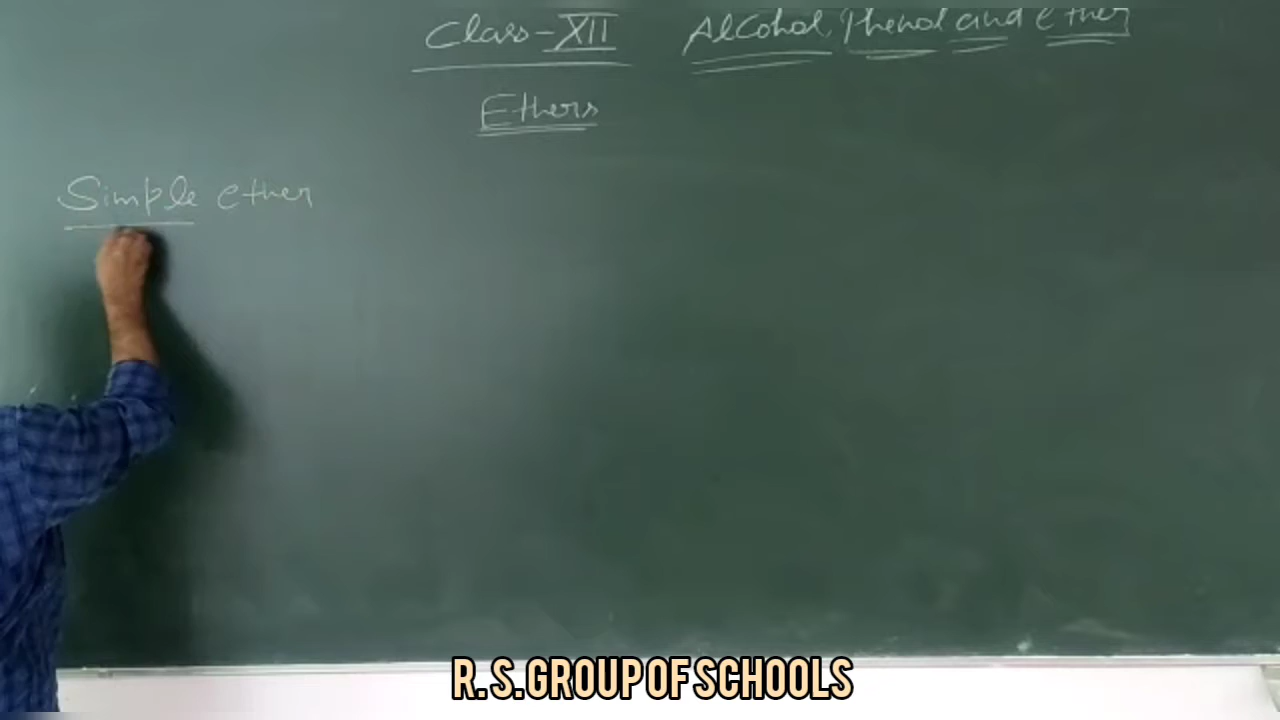 Class-XII Alcohol, Phenol and ether
Ethers
Simple ether
R. S. GROUP OF SCHOOLS